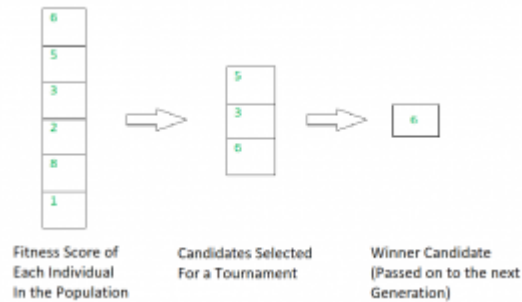 6
5
3
2
8
1
5
3
6
6
Fitness Score of
Each Individual
In the Population
Candidates Selected
For a Tournament
Winner Candidate
(Passed on to the next
Generation)